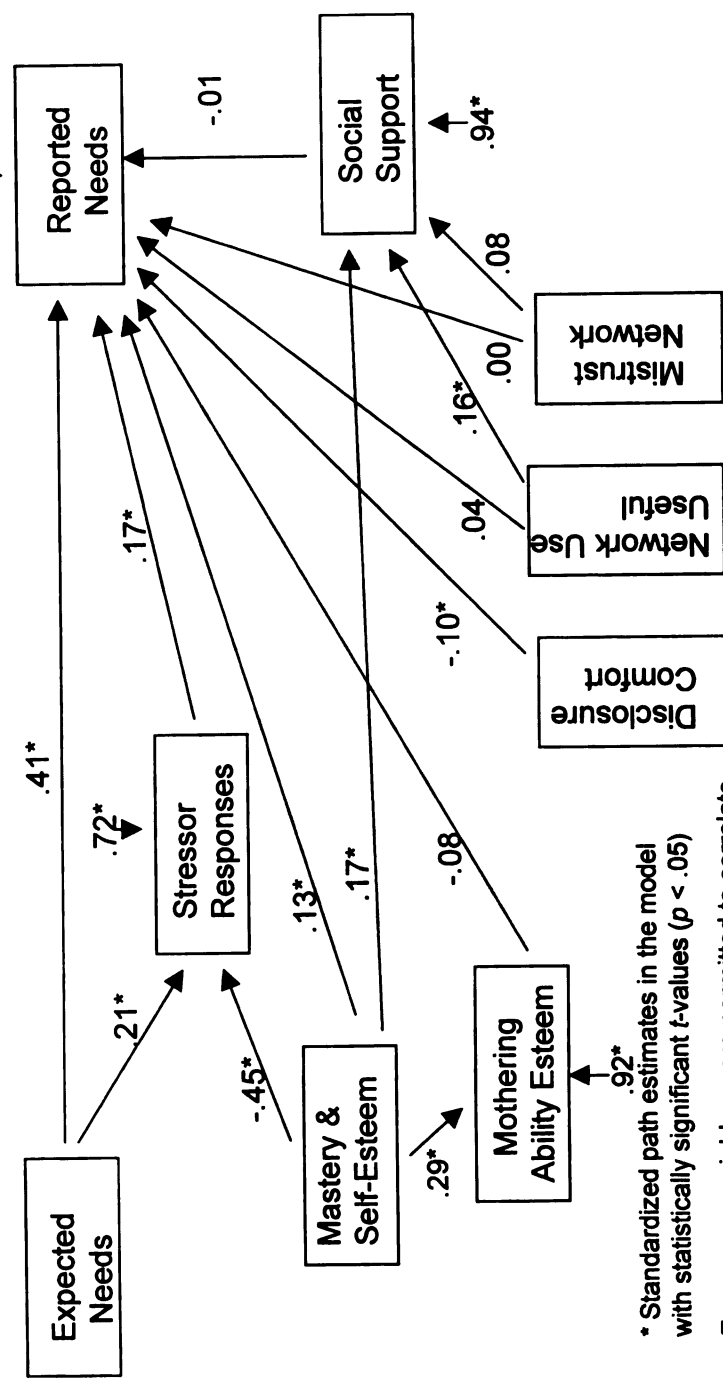 Expected
Needs
.41*
Reported
Needs
.21*
.72*
Stressor
Responses
.17*
-.01
-.45*
Mastery &
Self-Esteem
.13*
.17*
Social
Support
.94*
.29*
Mothering
Ability Esteem
.92*
-.08
-.10*
.04
.16*
.00
.08
Disclosure
Comfort
Network Use
Useful
Mistrust
Network
* Standardized path estimates in the model
with statistically significant t-values (p < .05)